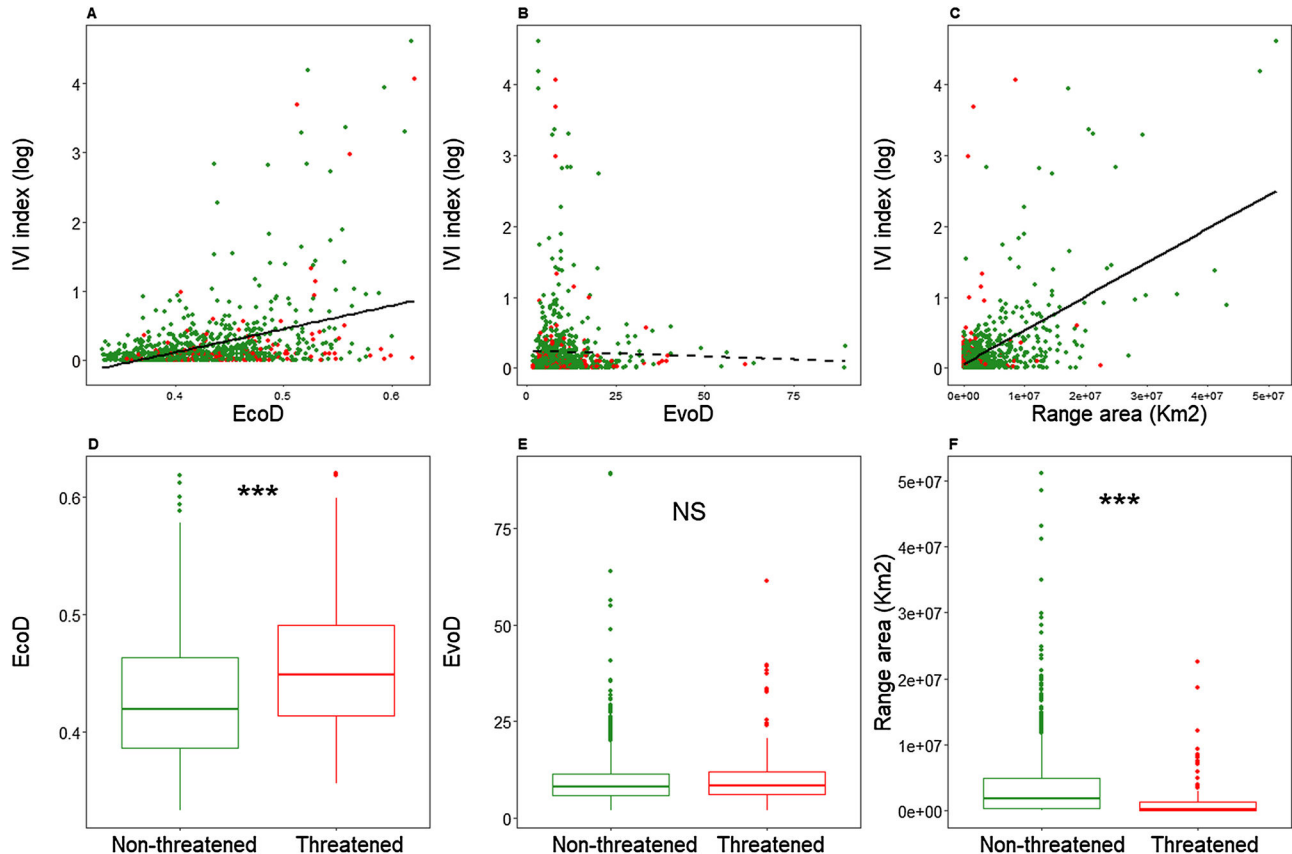 A
IVI index (log)
4
3
2
1
0
0.4
0.5
0.6
EcoD
B
IVI index (log)
4
3
2
1
0
0
25
50
75
EvoD
C
IVI index (log)
4
3
2
1
0
0e+00
1e+07
2e+07
3e+07
4e+07
5e+07
Range area (Km2)
D
EcoD
0.6
0.5
0.4
***
Non-threatened
Threatened
E
EvoD
75
50
25
0
NS
Non-threatened
Threatened
F
Range area (Km2)
5e+07
4e+07
3e+07
2e+07
1e+07
0e+00
***
Non-threatened
Threatened